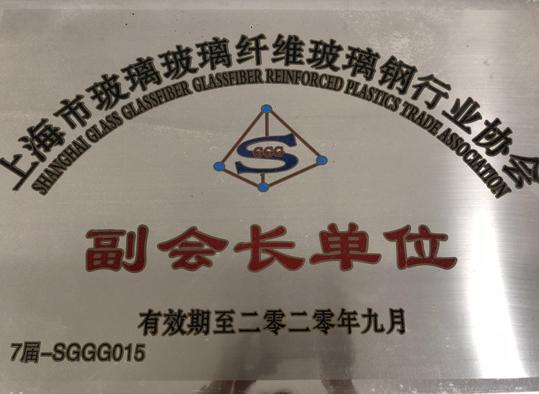 上海市玻璃玻璃纤维玻璃钢行业协会
SHANGHAI GLASS GLASSFIBER GLASSFIBER REINFORCED PLASTICS TRADE ASSOCIATION
SGGG
副会长单位
有效期至二零二零年九月
7届-SGGG015